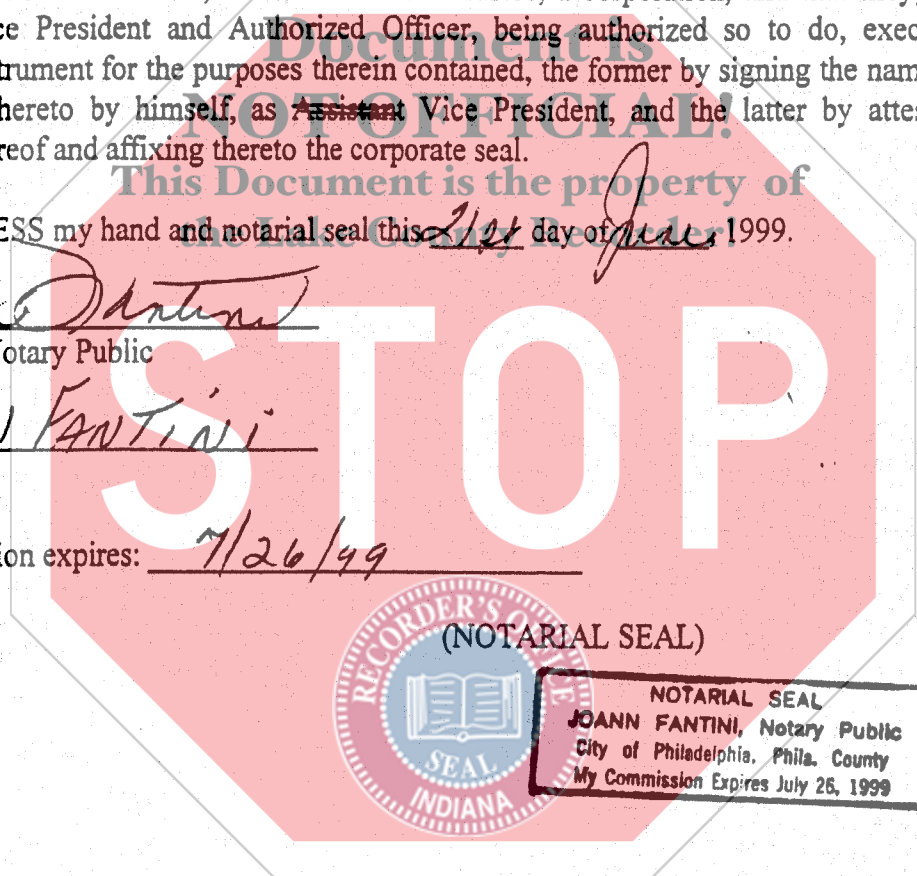 ce President and Authorized Officer, being authorized so to do, exec
trument for the purposes therein contained, the former by signing the nam
hereto by himself, as Assistant Vice President, and the latter by atte
reof and affixing thereto the corporate seal.
Document is
NOT OFFICIAL!
This Document is the property of
the Lake County Recorder!
ESS my hand and notarial seal this 21st day of June, 1999.
Fantini
otary Public
FANTINI
ion expires: 7/26/99
(NOTARIAL SEAL)
STOP
RECORDER'S OFFICE
SEAL
INDIANA
NOTARIAL SEAL
JOANN FANTINI, Notary Public
City of Philadelphia, Phila. County
My Commission Expires July 26, 1999